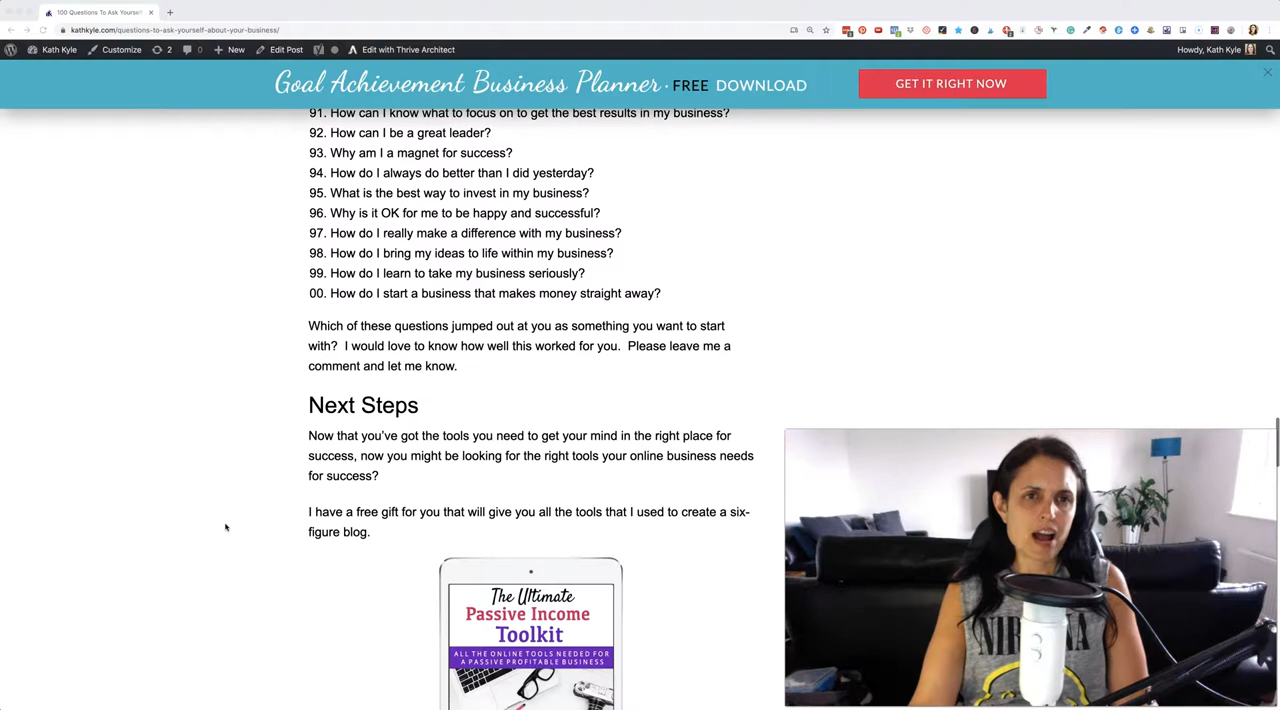 100 Questions To Ask Yourself
kathkyle.com/questions-to-ask-yourself-about-your-business/
Kath Kyle Customize 2 0 New Edit Post Edit with Thrive Architect Howdy, Kath Kyle
Goal Achievement Business Planner · FREE DOWNLOAD GET IT RIGHT NOW
91. How can I know what to focus on to get the best results in my business?
92. How can I be a great leader?
93. Why am I a magnet for success?
94. How do I always do better than I did yesterday?
95. What is the best way to invest in my business?
96. Why is it OK for me to be happy and successful?
97. How do I really make a difference with my business?
98. How do I bring my ideas to life within my business?
99. How do I learn to take my business seriously?
00. How do I start a business that makes money straight away?
Which of these questions jumped out at you as something you want to start
with? I would love to know how well this worked for you. Please leave me a
comment and let me know.
Next Steps
Now that you've got the tools you need to get your mind in the right place for
success, now you might be looking for the right tools your online business needs
for success?
I have a free gift for you that will give you all the tools that I used to create a six-
figure blog.
The Ultimate
Passive Income
Toolkit
ALL THE ONLINE TOOLS NEEDED FOR
A PASSIVE PROFITABLE BUSINESS
NIRVANA